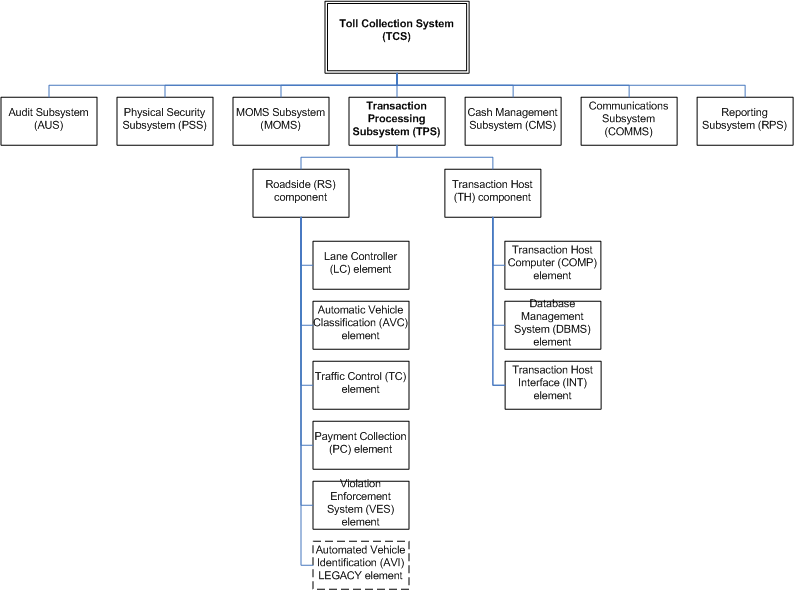 Toll Collection System
(TCS)
Audit Subsystem
(AUS)
Physical Security
Subsystem (PSS)
MOMS Subsystem
(MOMS)
Transaction
Processing
Subsystem (TPS)
Cash Management
Subsystem (CMS)
Communications
Subsystem
(COMMS)
Reporting
Subsystem (RPS)
Roadside (RS)
component
Transaction Host
(TH) component
Lane Controller
(LC) element
Transaction Host
Computer (COMP)
element
Automatic Vehicle
Classification (AVC)
element
Database
Management
System (DBMS)
element
Traffic Control (TC)
element
Transaction Host
Interface (INT)
element
Payment Collection
(PC) element
Violation
Enforcement
System (VES)
element
Automated Vehicle
Identification (AVI)
LEGACY element